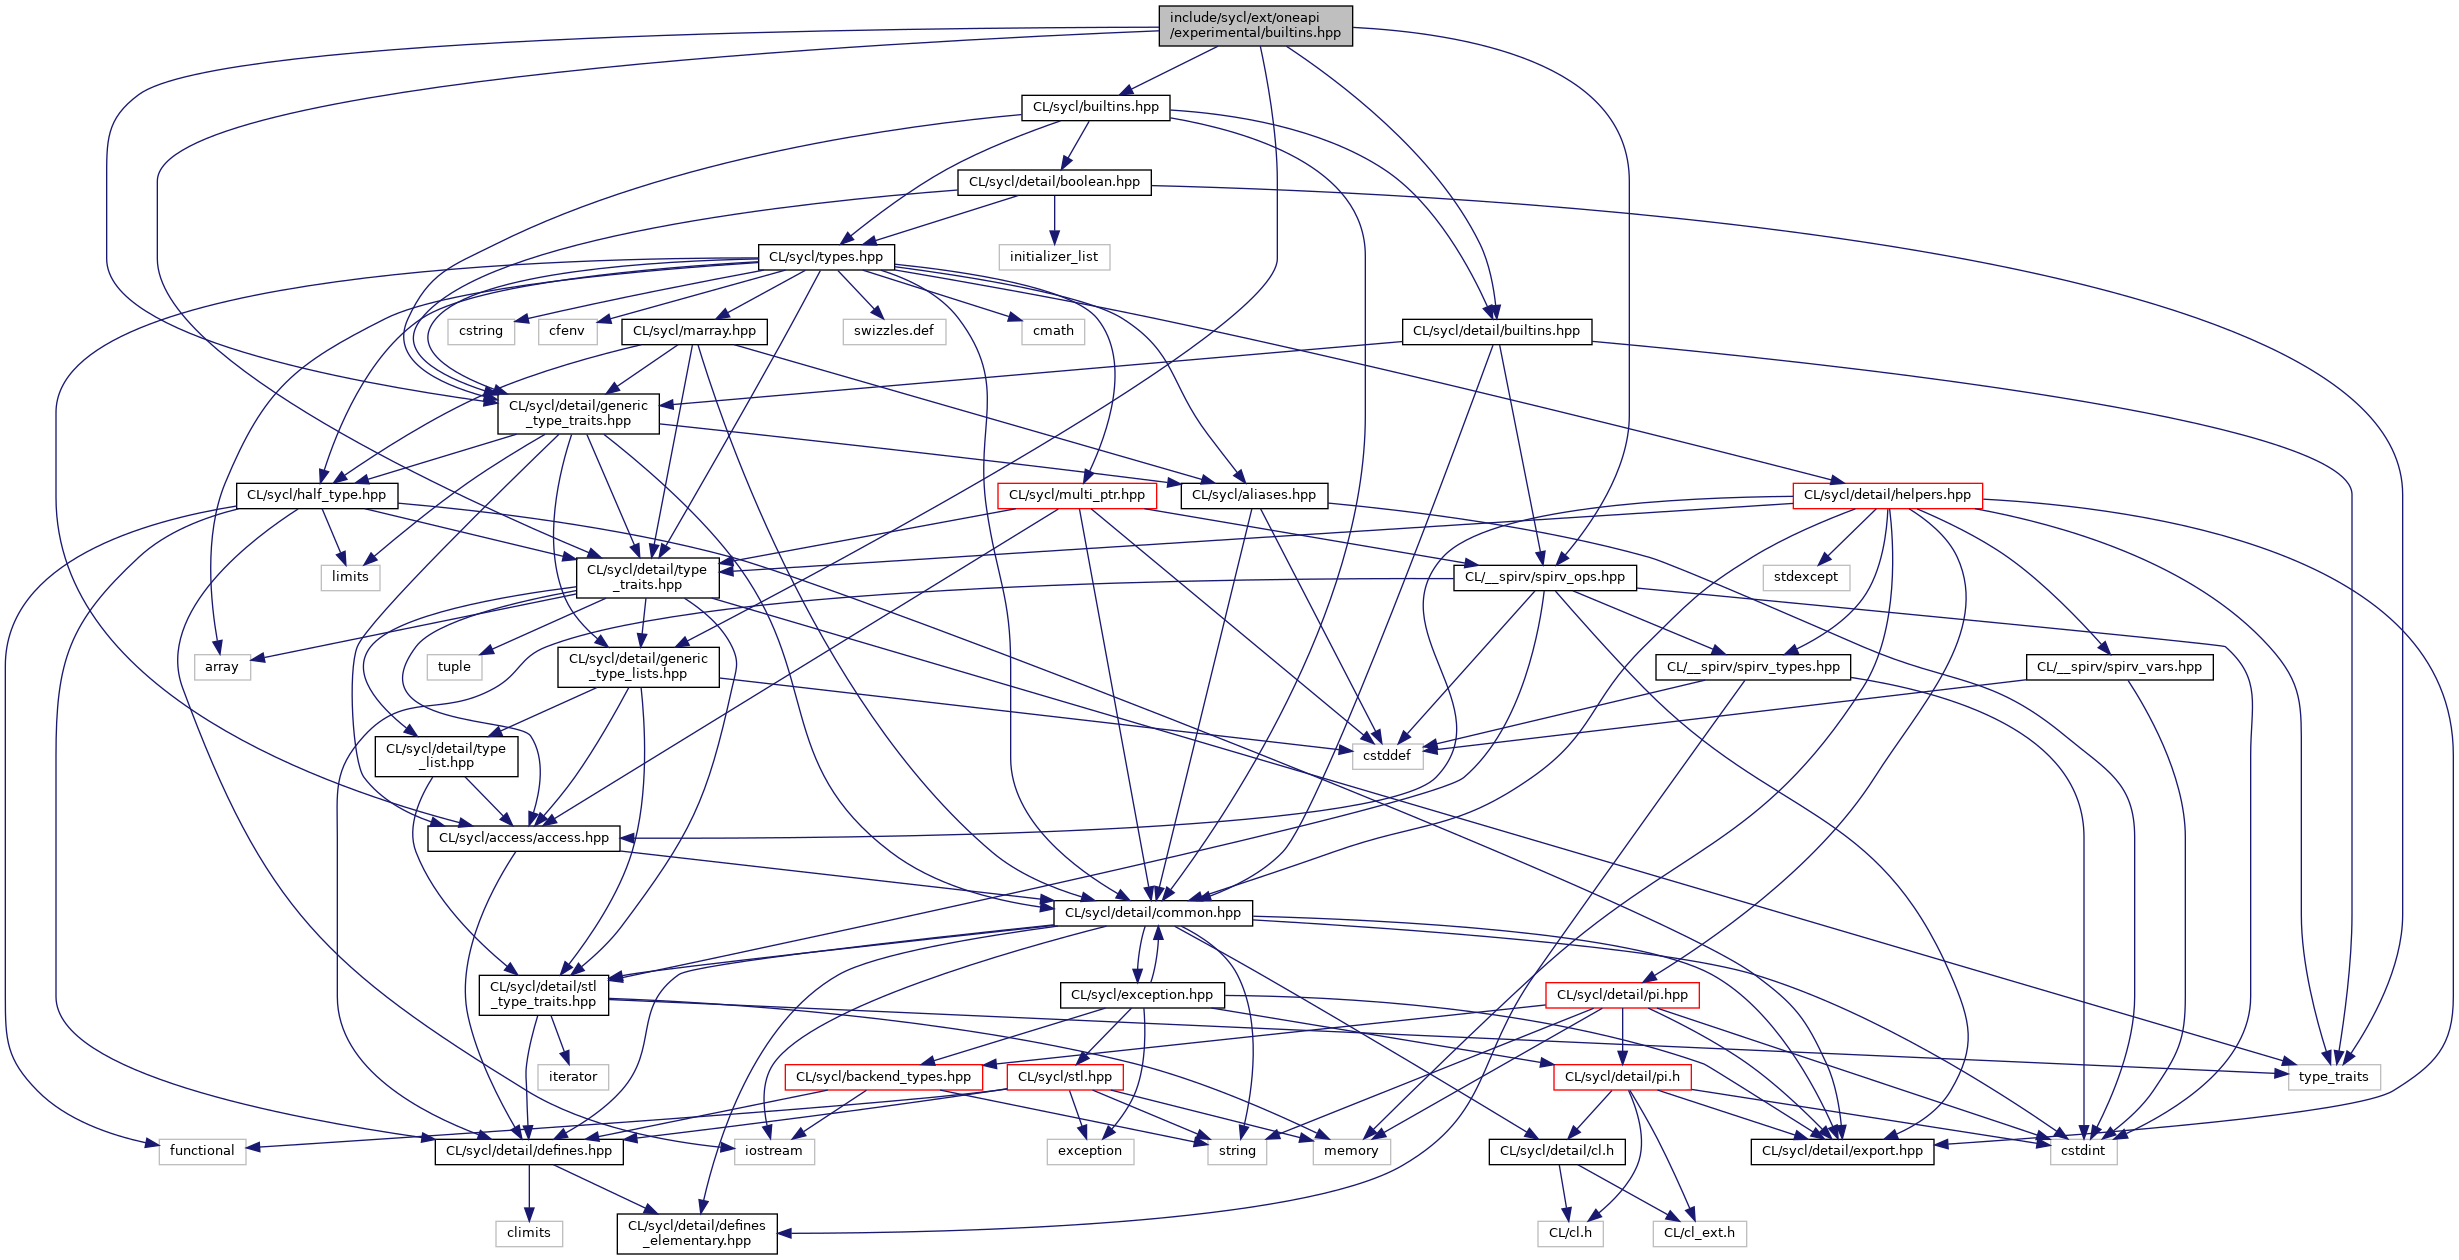 include/sycl/ext/oneapi
/experimental/builtins.hpp
CL/sycl/builtins.hpp
CL/sycl/detail/boolean.hpp
CL/sycl/types.hpp
initializer_list
cstring
cfenv
CL/sycl/marray.hpp
swizzles.def
cmath
CL/sycl/detail/builtins.hpp
CL/sycl/detail/generic
_type_traits.hpp
CL/sycl/half_type.hpp
CL/sycl/multi_ptr.hpp
CL/sycl/aliases.hpp
CL/sycl/detail/helpers.hpp
limits
CL/sycl/detail/type
_traits.hpp
CL/__spirv/spirv_ops.hpp
stdexcept
array
tuple
CL/sycl/detail/generic
_type_lists.hpp
CL/__spirv/spirv_types.hpp
CL/__spirv/spirv_vars.hpp
CL/sycl/detail/type
_list.hpp
cstddef
CL/sycl/access/access.hpp
CL/sycl/detail/common.hpp
CL/sycl/detail/stl
_type_traits.hpp
CL/sycl/exception.hpp
CL/sycl/detail/pi.hpp
iterator
CL/sycl/backend_types.hpp
CL/sycl/stl.hpp
CL/sycl/detail/pi.h
type_traits
functional
CL/sycl/detail/defines.hpp
iostream
exception
string
memory
CL/sycl/detail/cl.h
CL/sycl/detail/export.hpp
cstdint
climits
CL/sycl/detail/defines
_elementary.hpp
CL/cl.h
CL/cl_ext.h